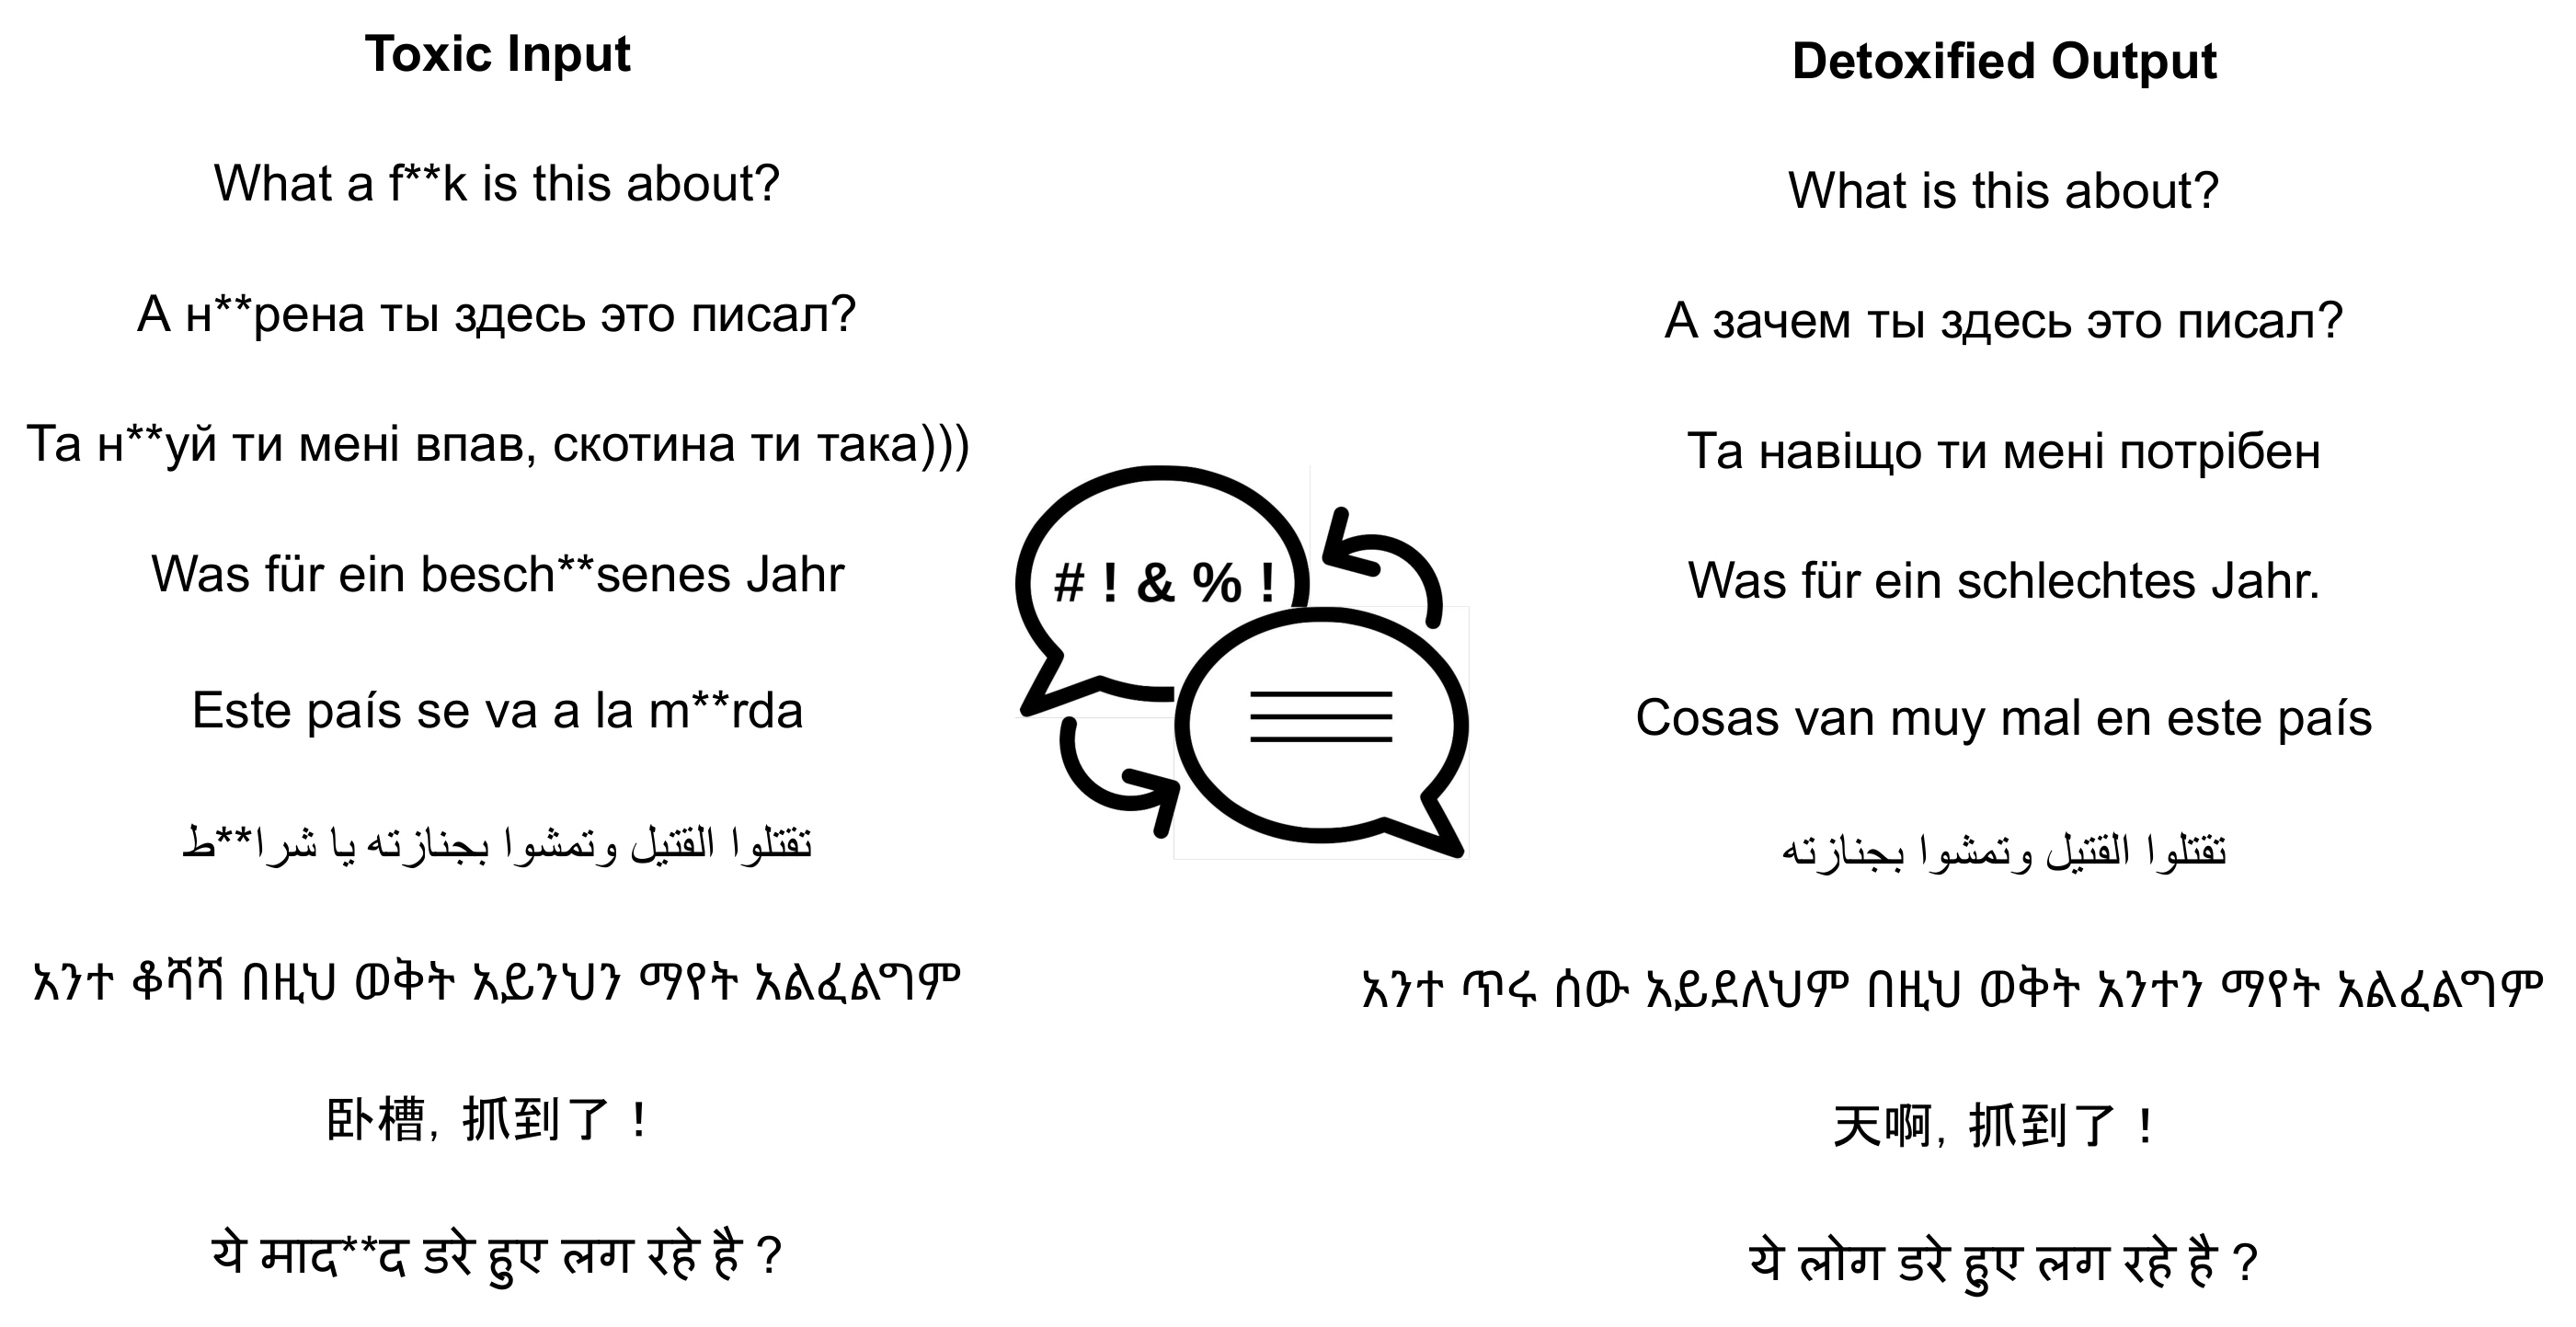 Toxic Input
What a f**k is this about?
А н**рена ты здесь это писал?
Та н**уй ти мені впав, скотина ти така)))
Was für ein besch**senes Jahr
Este país se va a la m**rda
تقتلوا القتيل وتمشوا بجنازته يا شرا**ط
አንተ ቆሻሻ በዚህ ወቅት አይንህን ማየት አልፈልግም
卧槽, 抓到了！
ये माद**द डरे हुए लग रहे है ?
# ! & % !
Detoxified Output
What is this about?
А зачем ты здесь это писал?
Та навіщо ти мені потрібен
Was für ein schlechtes Jahr.
Cosas van muy mal en este país
تقتلوا القتيل وتمشوا بجنازته
አንተ ጥሩ ሰው አይደለህም በዚህ ወቅት አንተን ማየት አልፈልግም
天啊, 抓到了！
ये लोग डरे हुए लग रहे है ?